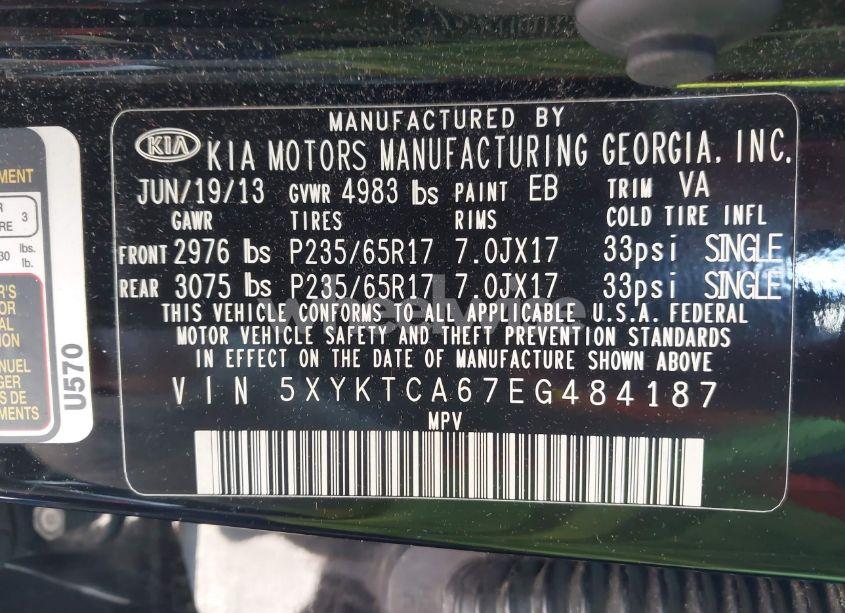 MANUFACTURED BY
KIA KIA MOTORS MANUFACTURING GEORGIA, INC.
JUN/19/13 GVWR 4983 lbs PAINT EB TRIM VA
GAWR TIRES RIMS COLD TIRE INFL
FRONT 2976 lbs P235/65R17 7.0JX17 33psi SINGLE
REAR 3075 lbs P235/65R17 7.0JX17 33psi SINGLE
THIS VEHICLE CONFORMS TO ALL APPLICABLE U.S.A. FEDERAL
MOTOR VEHICLE SAFETY AND THEFT PREVENTION STANDARDS
IN EFFECT ON THE DATE OF MANUFACTURE SHOWN ABOVE
VIN 5XYKTCA67EG484187
MPV
3
lbs.
lb.
U570